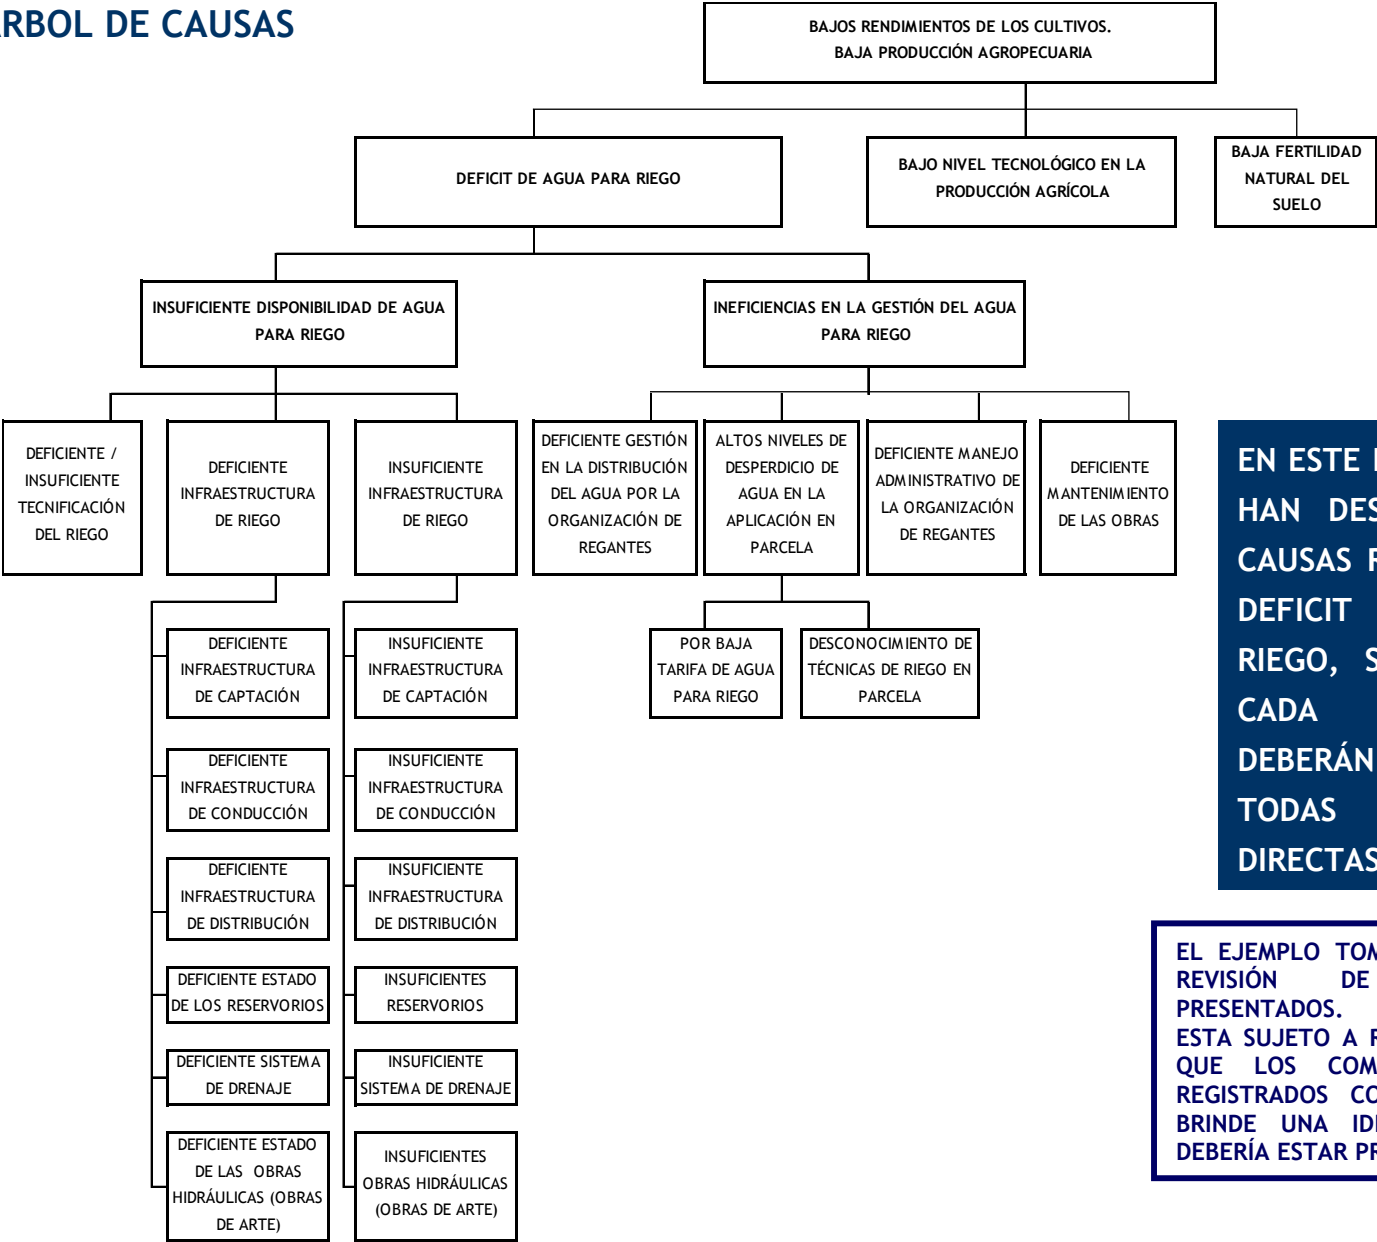 RBOL DE CAUSAS
BAJOS RENDIMIENTOS DE LOS CULTIVOS.
BAJA PRODUCCIÓN AGROPECUARIA
DEFICIT DE AGUA PARA RIEGO
BAJO NIVEL TECNOLÓGICO EN LA
PRODUCCIÓN AGRÍCOLA
BAJA FERTILIDAD
NATURAL DEL
SUELO
INSUFICIENTE DISPONIBILIDAD DE AGUA
PARA RIEGO
INEFICIENCIAS EN LA GESTIÓN DEL AGUA
PARA RIEGO
DEFICIENTE /
INSUFICIENTE
TECNIFICACIÓN
DEL RIEGO
DEFICIENTE
INFRAESTRUCTURA
DE RIEGO
INSUFICIENTE
INFRAESTRUCTURA
DE RIEGO
DEFICIENTE GESTIÓN
EN LA DISTRIBUCIÓN
DEL AGUA POR LA
ORGANIZACIÓN DE
REGANTES
ALTOS NIVELES DE
DESPERDICIO DE
AGUA EN LA
APLICACIÓN EN
PARCELA
DEFICIENTE MANEJO
ADMINISTRATIVO DE
LA ORGANIZACIÓN
DE REGANTES
DEFICIENTE
MANTENIMIENTO
DE LAS OBRAS
DEFICIENTE
INFRAESTRUCTURA
DE CAPTACIÓN
INSUFICIENTE
INFRAESTRUCTURA
DE CAPTACIÓN
POR BAJA
TARIFA DE AGUA
PARA RIEGO
DESCONOCIMIENTO DE
TÉCNICAS DE RIEGO EN
PARCELA
DEFICIENTE
INFRAESTRUCTURA
DE CONDUCCIÓN
INSUFICIENTE
INFRAESTRUCTURA
DE CONDUCCIÓN
DEFICIENTE
INFRAESTRUCTURA
DE DISTRIBUCIÓN
INSUFICIENTE
INFRAESTRUCTURA
DE DISTRIBUCIÓN
DEFICIENTE ESTADO
DE LOS RESERVORIOS
INSUFICIENTES
RESERVORIOS
DEFICIENTE SISTEMA
DE DRENAJE
INSUFICIENTE
SISTEMA DE DRENAJE
DEFICIENTE ESTADO
DE LAS OBRAS
HIDRÁULICAS (OBRAS
DE ARTE)
INSUFICIENTES
OBRAS HIDRÁULICAS
(OBRAS DE ARTE)
EN ESTE
HAN DES
CAUSAS
DEFICIT
RIEGO, S
CADA
DEBERÁN
TODAS
DIRECTAS
EL EJEMPLO TOM
REVISIÓN DE
PRESENTADOS.
ESTA SUJETO A
QUE LOS COM
REGISTRADOS CO
BRINDE UNA ID
DEBERÍA ESTAR PR